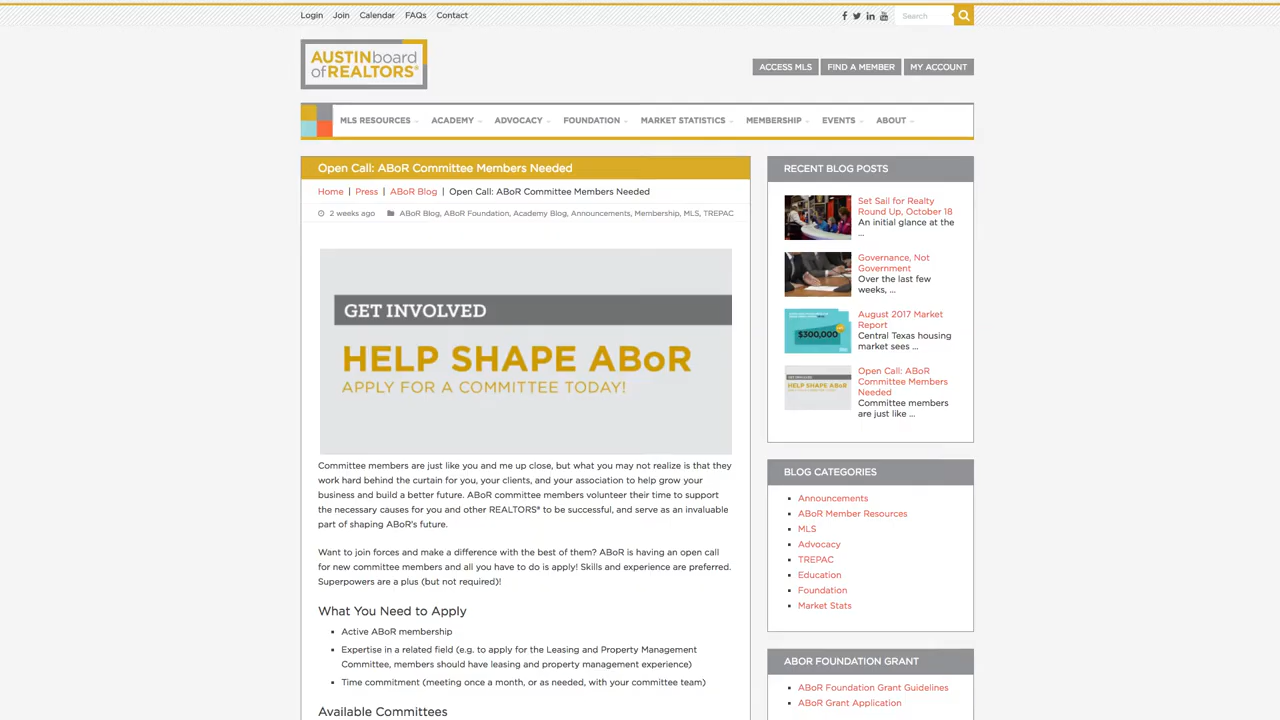 Login Join Calendar FAQs Contact
Search
AUSTINboard
ofREALTORS®
ACCESS MLS FIND A MEMBER MY ACCOUNT
MLS RESOURCES ACADEMY ADVOCACY FOUNDATION MARKET STATISTICS MEMBERSHIP EVENTS ABOUT
Open Call: ABoR Committee Members Needed
Home | Press | ABoR Blog | Open Call: ABoR Committee Members Needed
2 weeks ago ABoR Blog, ABoR Foundation, Academy Blog, Announcements, Membership, MLS, TREPAC
GET INVOLVED
HELP SHAPE ABoR
APPLY FOR A COMMITTEE TODAY!
Committee members are just like you and me up close, but what you may not realize is that they
work hard behind the curtain for you, your clients, and your association to help grow your
business and build a better future. ABoR committee members volunteer their time to support
the necessary causes for you and other REALTORS® to be successful, and serve as an invaluable
part of shaping ABoR's future.
Want to join forces and make a difference with the best of them? ABoR is having an open call
for new committee members and all you have to do is apply! Skills and experience are preferred.
Superpowers are a plus (but not required)!
What You Need to Apply
Active ABoR membership
Expertise in a related field (e.g. to apply for the Leasing and Property Management
Committee, members should have leasing and property management experience)
Time commitment (meeting once a month, or as needed, with your committee team)
Available Committees
RECENT BLOG POSTS
Set Sail for Realty
Round Up, October 18
An initial glance at the
...
Governance, Not
Government
Over the last few
weeks, ...
$300,000
August 2017 Market
Report
Central Texas housing
market sees ...
GET INVOLVED
HELP SHAPE ABoR
Open Call: ABoR
Committee Members
Needed
Committee members
are just like ...
BLOG CATEGORIES
Announcements
ABoR Member Resources
MLS
Advocacy
TREPAC
Education
Foundation
Market Stats
ABOR FOUNDATION GRANT
ABoR Foundation Grant Guidelines
ABoR Grant Application